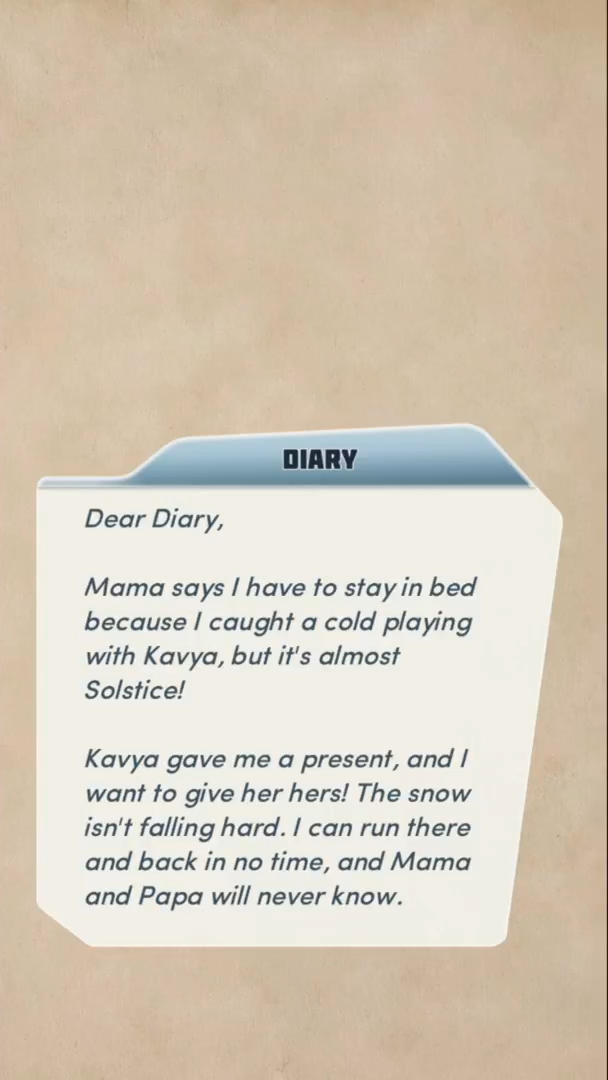 DIARY
Dear Diary,
Mama says I have to stay in bed
because I caught a cold playing
with Kavya, but it's almost
Solstice!
Kavya gave me a present, and I
want to give her hers! The snow
isn't falling hard. I can run there
and back in no time, and Mama
and Papa will never know.